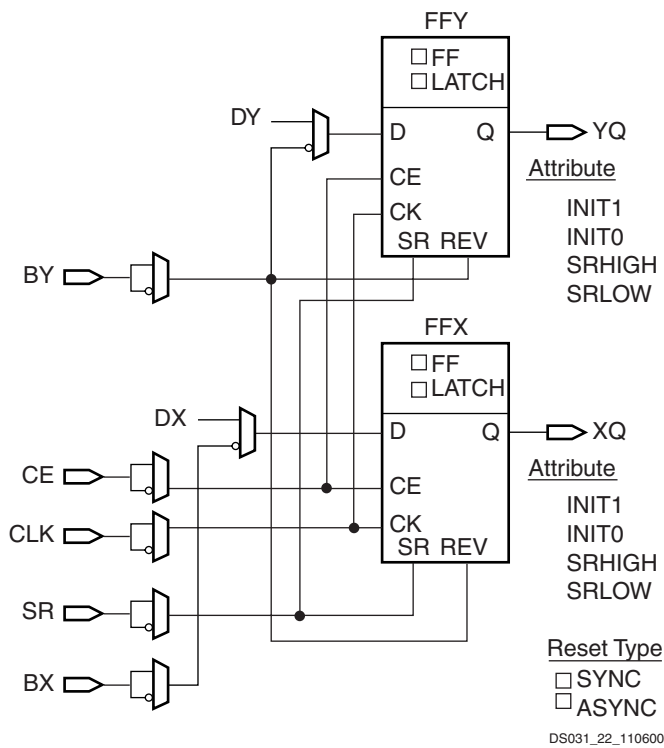 FFY
FF
LATCH
DY
D
Q
YQ
CE
CK
SR REV
Attribute
INIT1
INIT0
SRHIGH
SRLOW
BY
FFX
FF
LATCH
DX
D
Q
XQ
CE
CE
CK
CLK
SR REV
Attribute
INIT1
INIT0
SRHIGH
SRLOW
SR
BX
Reset Type
SYNC
ASYNC
DS031_22_110600